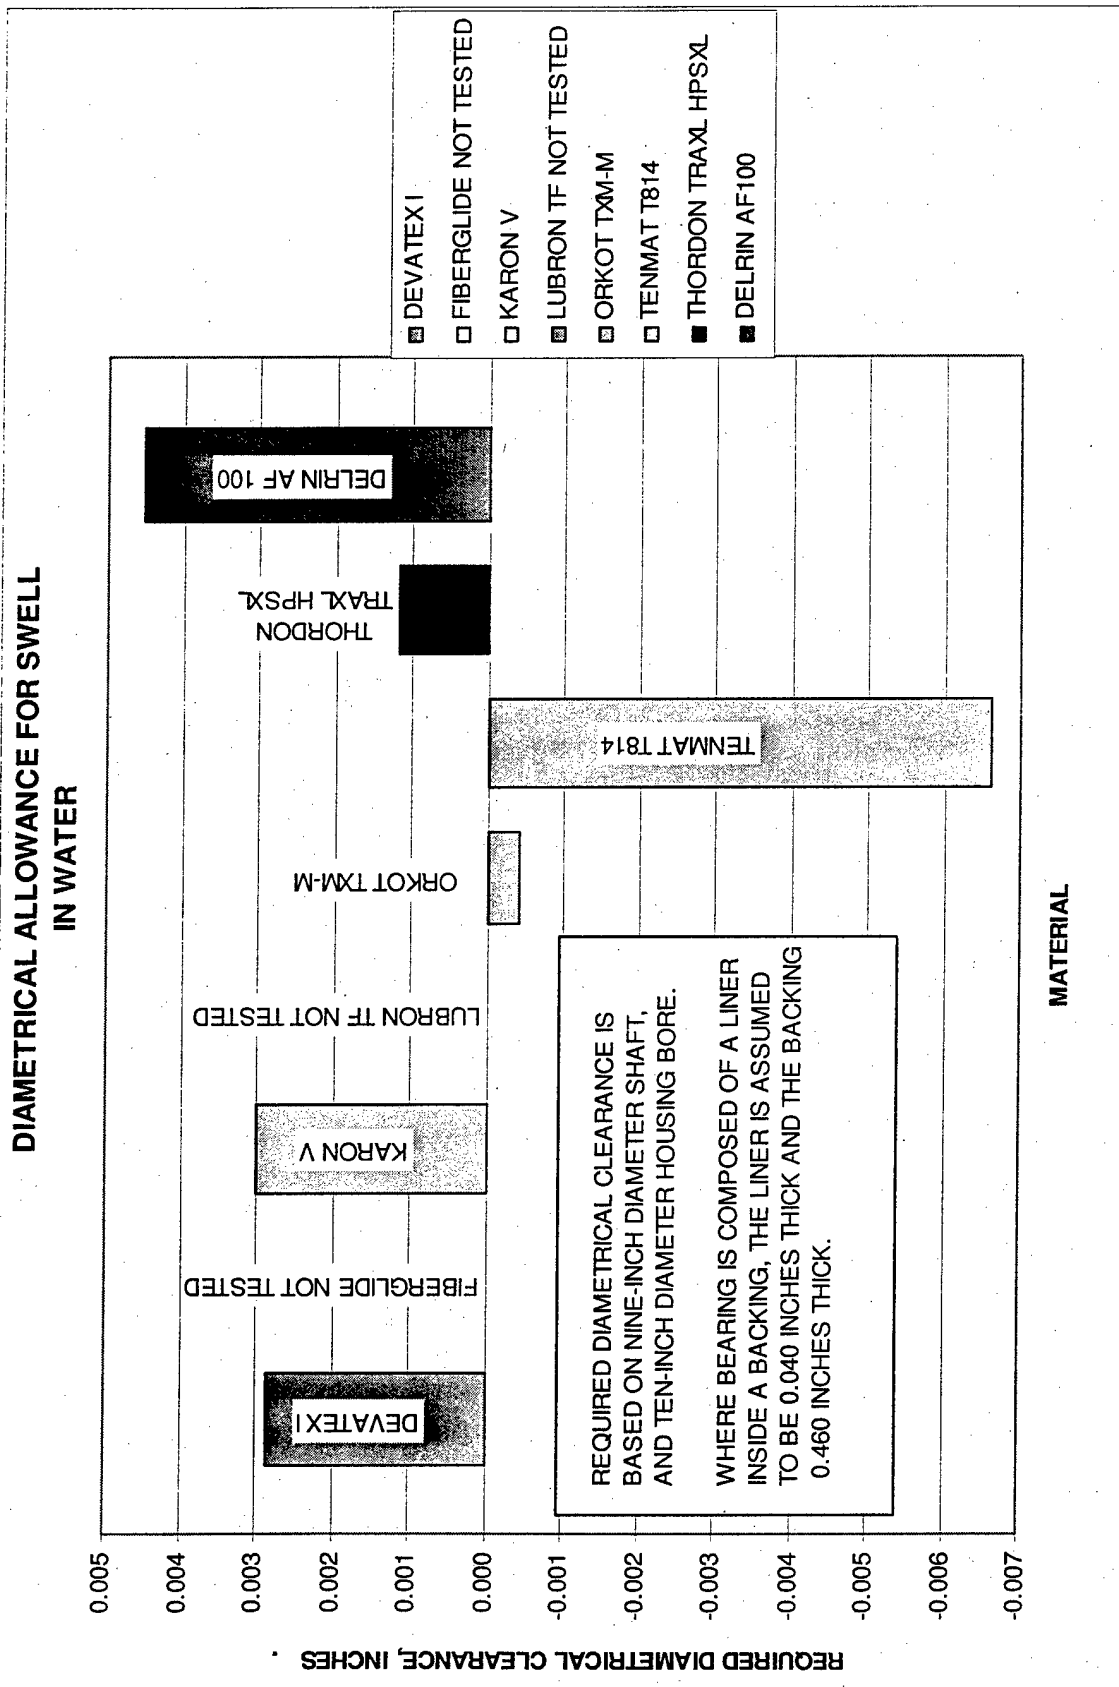 DIAMETRICAL ALLOWANCE FOR SWELL
IN WATER
REQUIRED DIAMETRICAL CLEARANCE, INCHES
0.005
0.004
0.003
0.002
0.001
0.000
-0.001
-0.002
-0.003
-0.004
-0.005
-0.006
-0.007
DEVATEX I
FIBERGLIDE NOT TESTED
KARON V
LUBRON TF NOT TESTED
ORKOT TXM-M
TENMAT T814
THORDON
TRAXL HPSXL
DELRIN AF 100
REQUIRED DIAMETRICAL CLEARANCE IS
BASED ON NINE-INCH DIAMETER SHAFT,
AND TEN-INCH DIAMETER HOUSING BORE.
WHERE BEARING IS COMPOSED OF A LINER
INSIDE A BACKING, THE LINER IS ASSUMED
TO BE 0.040 INCHES THICK AND THE BACKING
0.460 INCHES THICK.
MATERIAL
DEVATEX I
FIBERGLIDE NOT TESTED
KARON V
LUBRON TF NOT TESTED
ORKOT TXM-M
TENMAT T814
THORDON TRAXL HPSXL
DELRIN AF100